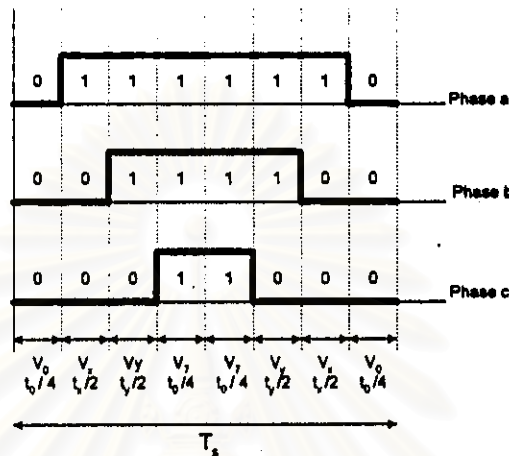 0 1 1 1 1 1 1 0
Phase a
0 0 1 1 1 1 0 0
Phase b
0 0 0 1 1 0 0 0
Phase c
V₀ Vₓ Vy V₇ V₇ Vy Vₓ V₀
t₀/4 tₓ/2 ty/2 t₀/4 t₀/4 ty/2 tₓ/2 t₀/4
Tₛ